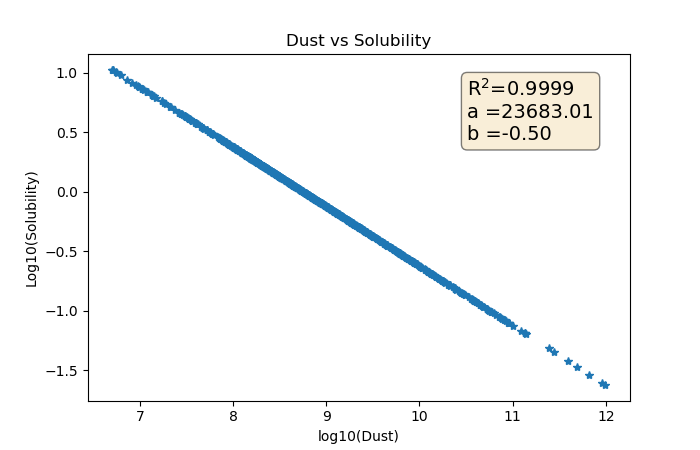 Dust vs Solubility
R²=0.9999
a =23683.01
b =-0.50
1.0
0.5
0.0
−0.5
−1.0
−1.5
Log10(Solubility)
7 8 9 10 11 12
log10(Dust)